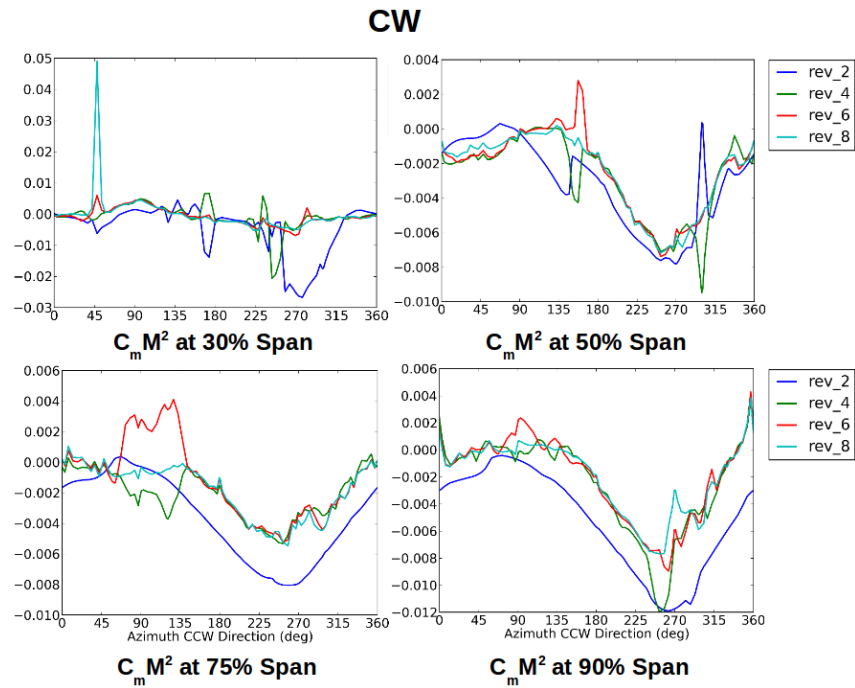 CW
0.05
0.04
0.03
0.02
0.01
0.00
−0.01
−0.02
−0.03
0 45 90 135 180 225 270 315 360
CmM² at 30% Span
0.004
0.002
0.000
−0.002
−0.004
−0.006
−0.008
−0.010
0 45 90 135 180 225 270 315 360
CmM² at 50% Span
rev_2
rev_4
rev_6
rev_8
0.006
0.004
0.002
0.000
−0.002
−0.004
−0.006
−0.008
−0.010
0 45 90 135 180 225 270 315 360
Azimuth CCW Direction (deg)
CmM² at 75% Span
0.006
0.004
0.002
0.000
−0.002
−0.004
−0.006
−0.008
−0.010
−0.012
0 45 90 135 180 225 270 315 360
Azimuth CCW Direction (deg)
CmM² at 90% Span
rev_2
rev_4
rev_6
rev_8